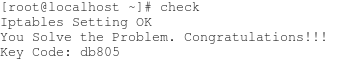 [root@localhost ~]# check
Iptables Setting OK
You Solve the Problem. Congratulations!!!
Key Code: db805